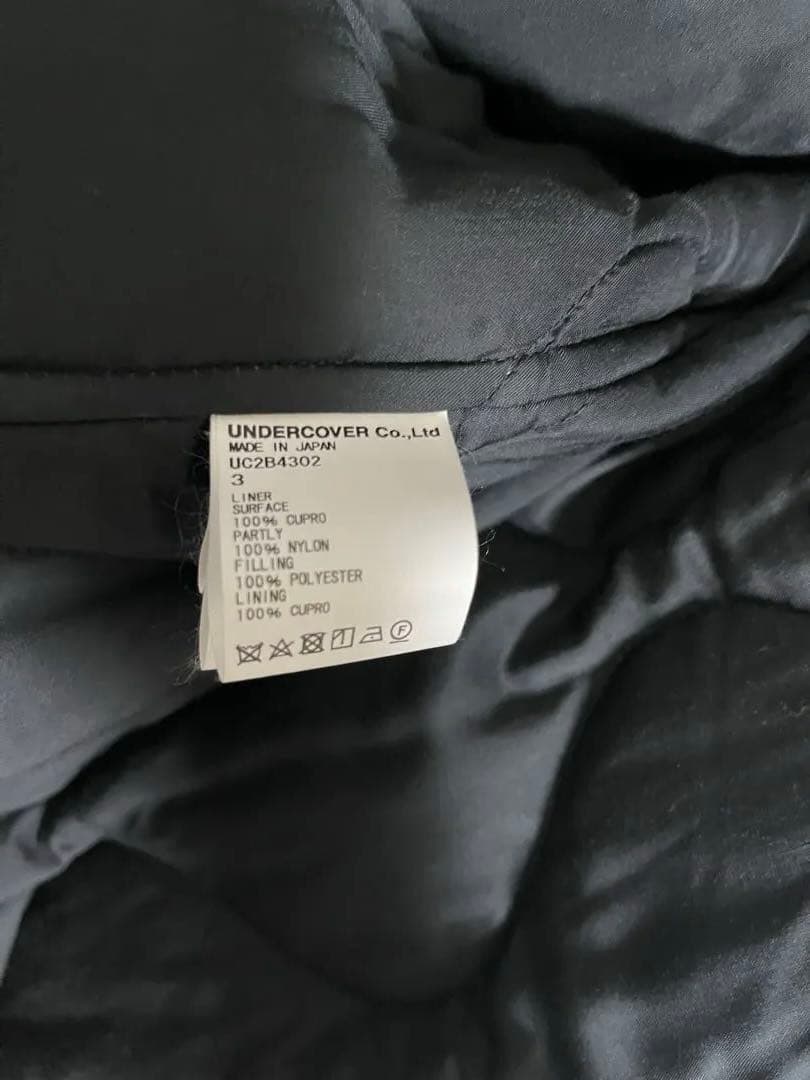 UNDERCOVER Co.,Ltd
MADE IN JAPAN
UC2B4302
3
LINER
SURFACE
100% CUPRO
PARTLY
100% NYLON
FILLING
100% POLYESTER
LINING
100% CUPRO
F